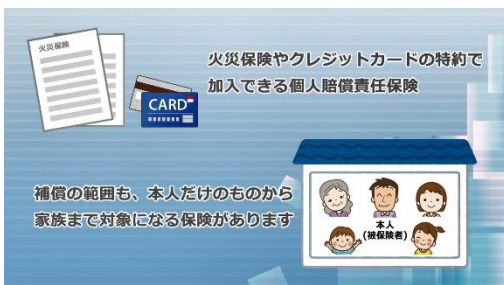 火災保険
火災保険やクレジットカードの特約で
加入できる個人賠償責任保険
CARD
補償の範囲も、本人だけのものから
家族まで対象になる保険があります
本人
(被保険者)